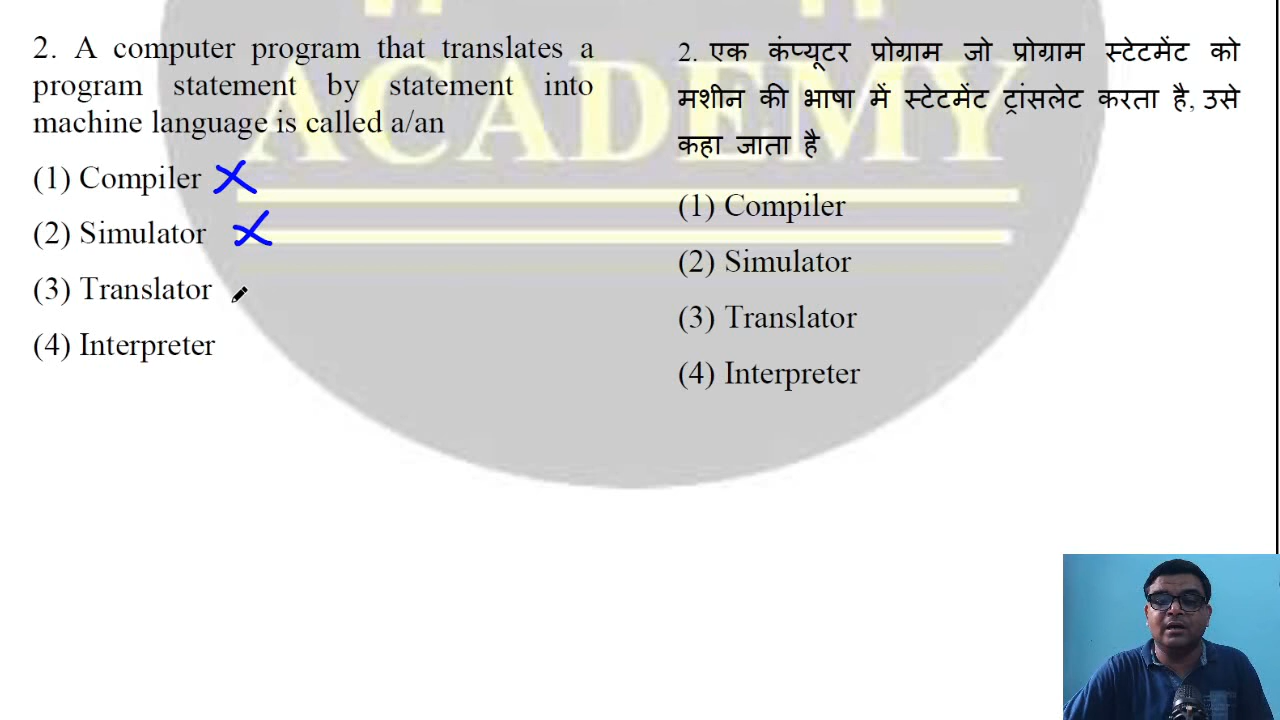 ACADEMY
2. A computer program that translates a
program statement by statement into
machine language is called a/an
(1) Compiler
(2) Simulator
(3) Translator
(4) Interpreter
2. एक कंप्यूटर प्रोग्राम जो प्रोग्राम स्टेटमेंट को
मशीन की भाषा में स्टेटमेंट ट्रांसलेट करता है, उसे
कहा जाता है
(1) Compiler
(2) Simulator
(3) Translator
(4) Interpreter